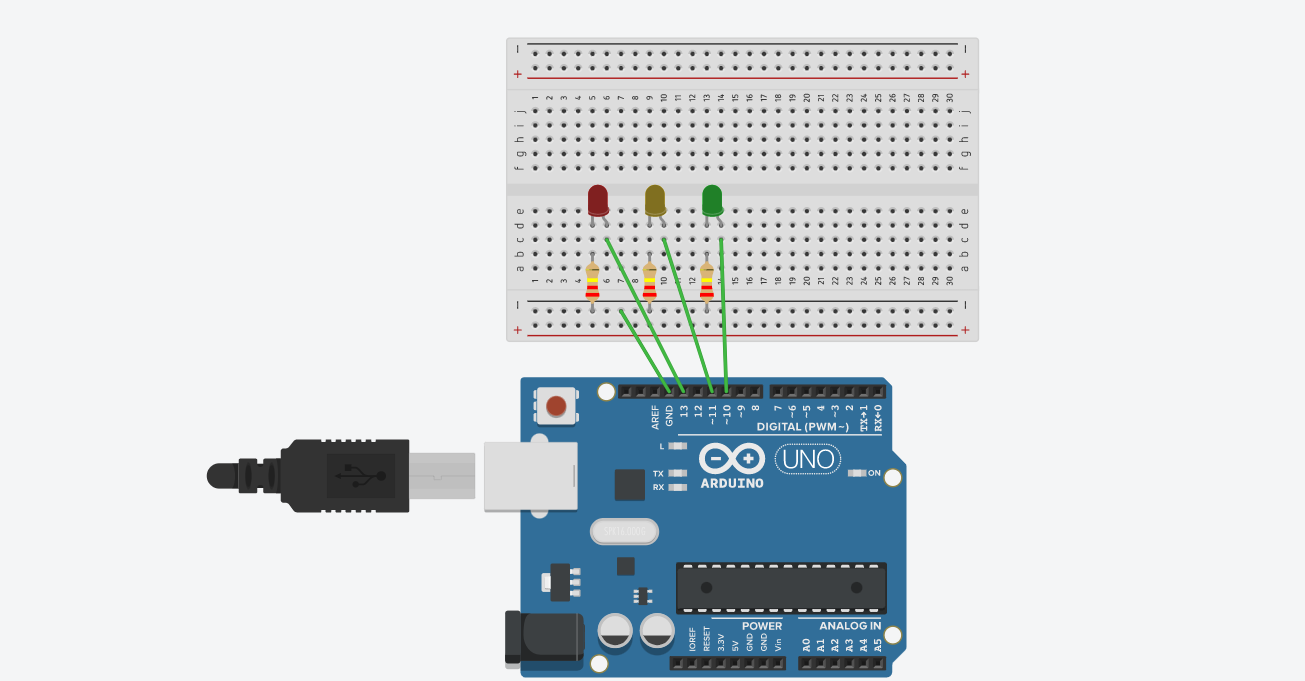 − −
+ +
1 2 3 4 5 6 7 8 9 10 11 12 13 14 15 16 17 18 19 20 21 22 23 24 25 26 27 28 29 30
j j
i i
h h
g g
f f
e e
d d
c c
b b
a a
1 2 3 4 5 6 7 8 9 10 11 12 13 14 15 16 17 18 19 20 21 22 23 24 25 26 27 28 29 30
− −
+ +
AREF GND 13 12 ~11 ~10 ~9 8 7 ~6 ~5 4 ~3 2 TX→1 RX←0
DIGITAL (PWM ~)
L
TX
RX
ARDUINO
UNO
ON
POWER ANALOG IN
IOREF RESET 3.3V 5V GND GND Vin A0 A1 A2 A3 A4 A5